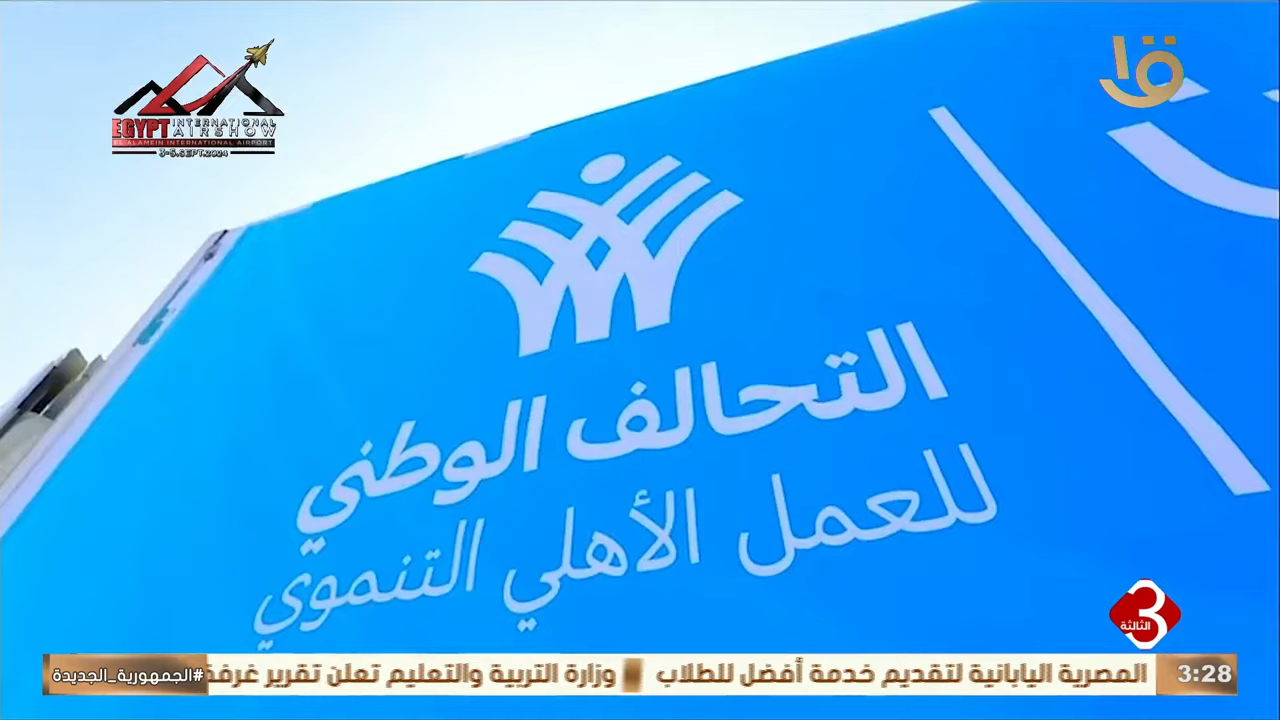 EGYPT INTERNATIONAL AIRSHOW
EL ALAMEIN INTERNATIONAL AIRPORT
3-5.SEPT.2024
التحالف الوطني
للعمل الأهلي التنموي
3
الثالثة
3:28
المصرية اليابانية لتقديم خدمة أفضل للطلاب وزارة التربية والتعليم تعلن تقرير غرفة
#الجمهورية_الجديدة